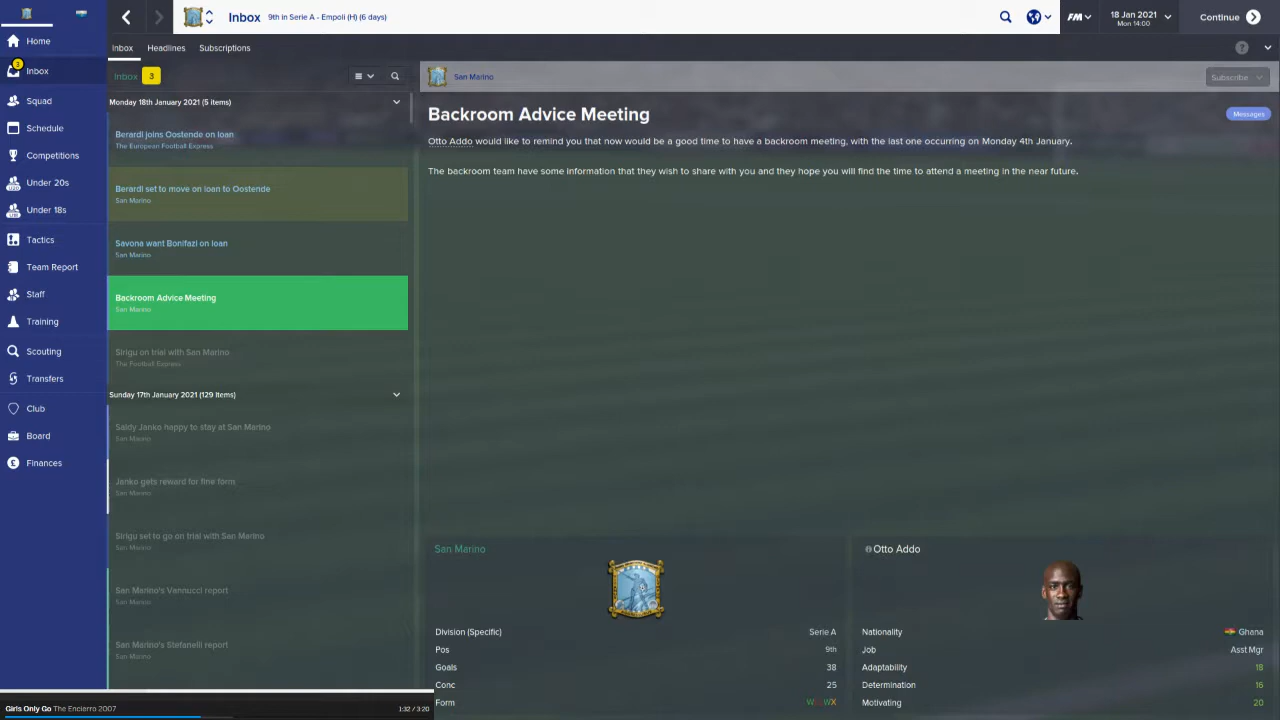 Inbox
9th in Serie A - Empoli (H) (6 days)
FM
18 Jan 2021
Mon 14:00
Continue
Home
3
Inbox
Squad
Schedule
Competitions
Under 20s
Under 18s
Tactics
Team Report
Staff
Training
Scouting
Transfers
Club
Board
Finances
Inbox Headlines Subscriptions
?
Inbox 3
Monday 18th January 2021 (5 items)
Berardi joins Oostende on loan
The European Football Express
Berardi set to move on loan to Oostende
San Marino
Savona want Bonifazi on loan
San Marino
Backroom Advice Meeting
San Marino
Sirigu on trial with San Marino
The Football Express
Sunday 17th January 2021 (129 items)
Saidy Janko happy to stay at San Marino
San Marino
Janko gets reward for fine form
San Marino
Sirigu set to go on trial with San Marino
San Marino
San Marino's Vannucci report
San Marino
San Marino's Stefanelli report
San Marino
San Marino
Subscribe
Backroom Advice Meeting
Messages
Otto Addo would like to remind you that now would be a good time to have a backroom meeting, with the last one occurring on Monday 4th January.
The backroom team have some information that they wish to share with you and they hope you will find the time to attend a meeting in the near future.
San Marino
Division (Specific) Serie A
Pos 9th
Goals 38
Conc 25
Form
Otto Addo
Nationality Ghana
Job Asst Mgr
Adaptability 18
Determination 16
Motivating 20
Girls Only Go The Encierro 2007 1:32 / 3:20